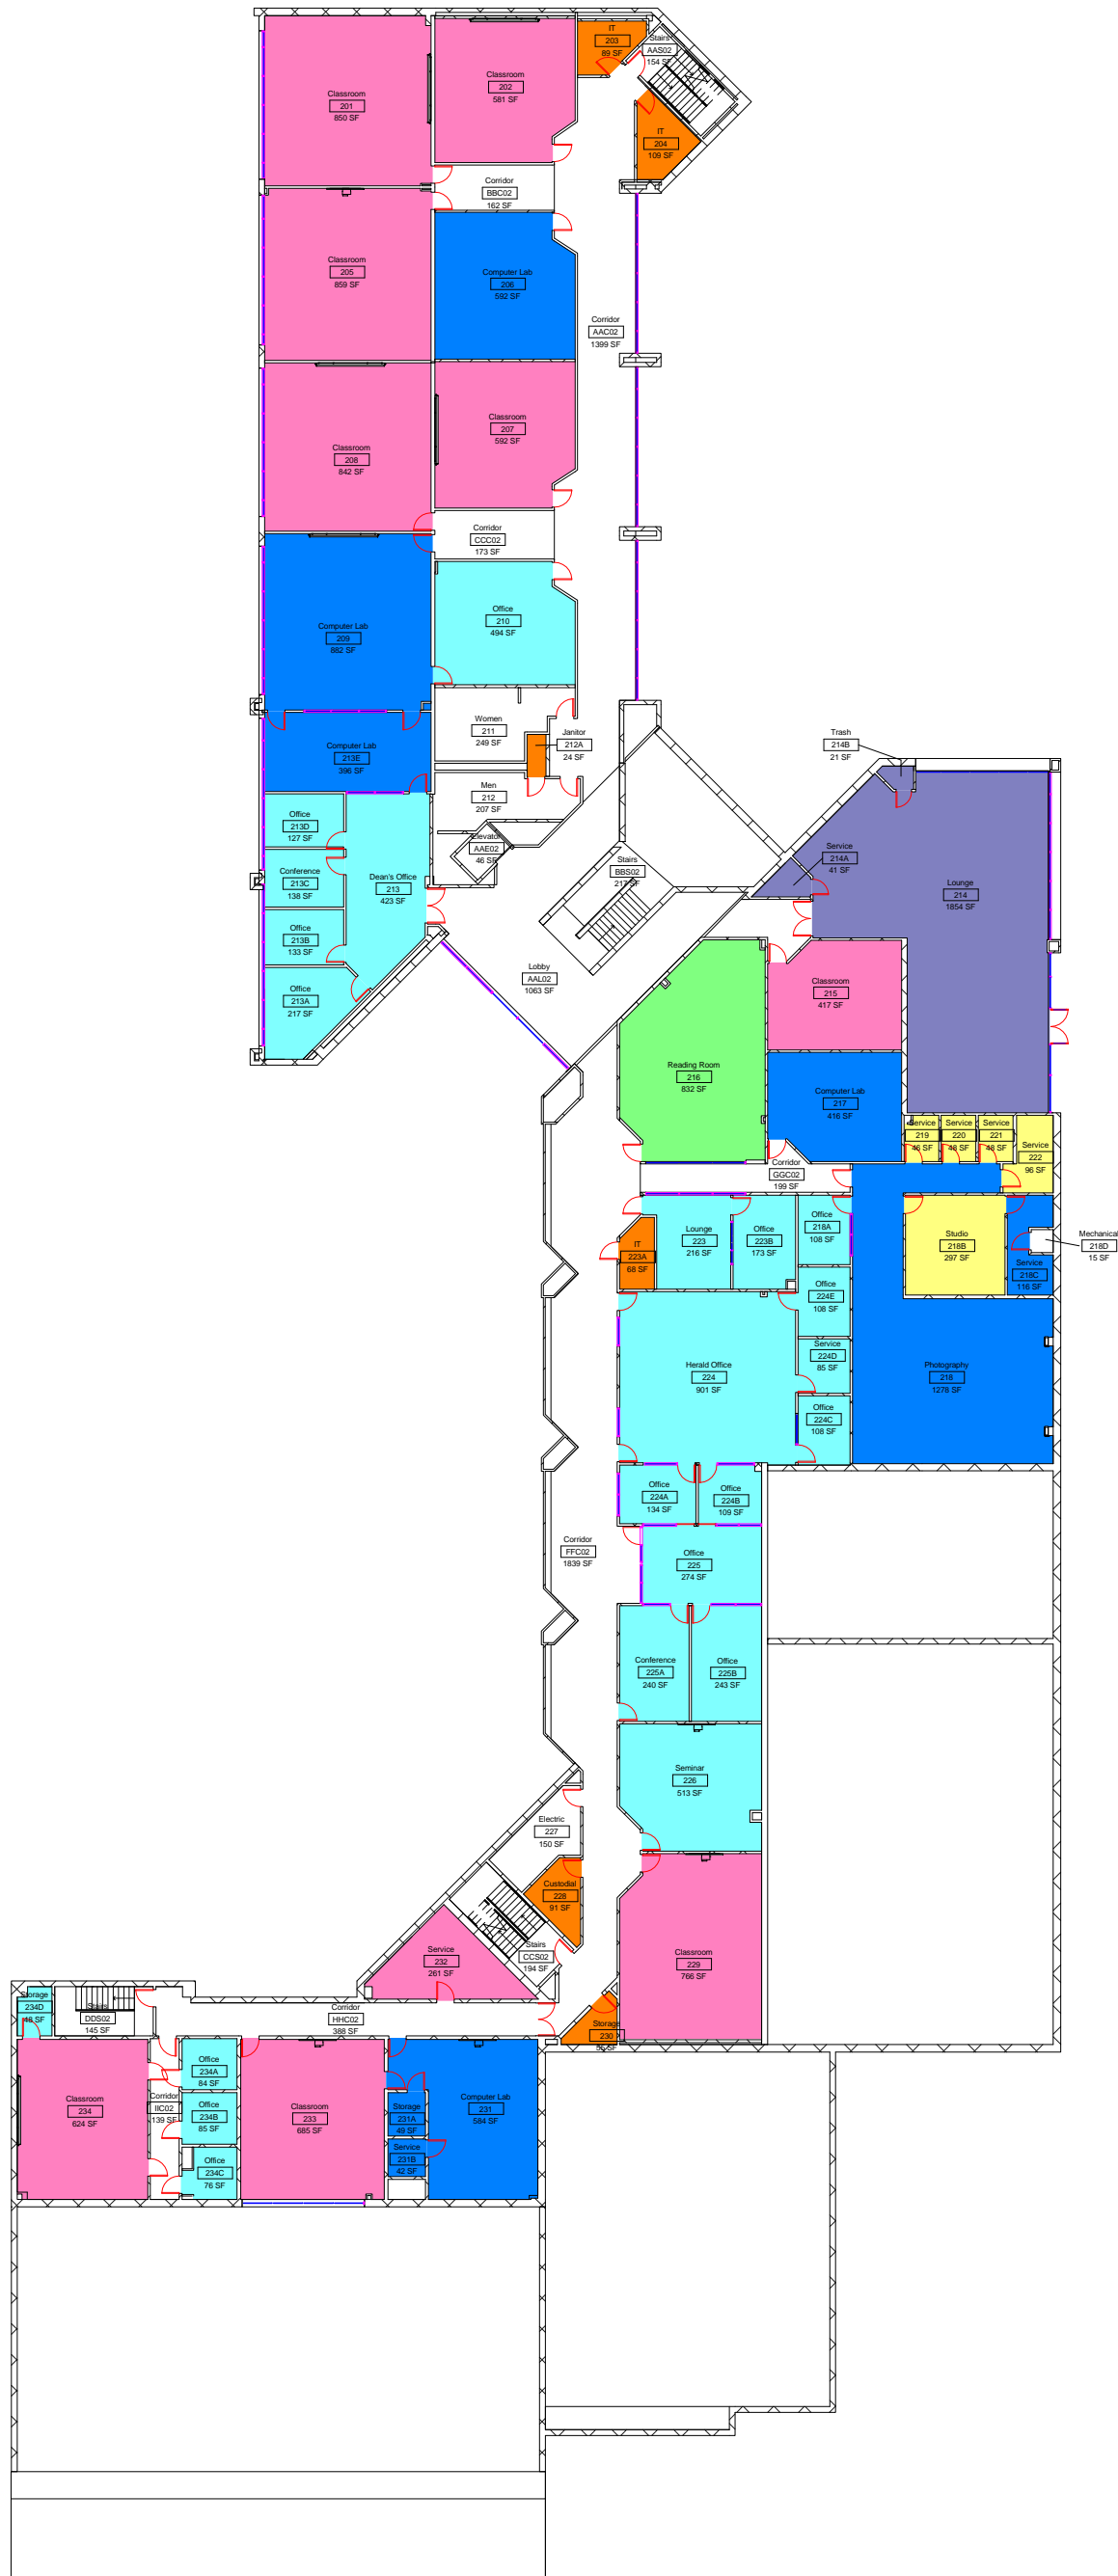 IT
203
89 SF
Stairs
AAS02
154 SF
Classroom
202
581 SF
Classroom
201
850 SF
IT
204
109 SF
Corridor
BBC02
162 SF
Classroom
205
859 SF
Computer Lab
206
592 SF
Corridor
AAC02
1399 SF
Classroom
207
592 SF
Classroom
208
842 SF
Corridor
CCC02
173 SF
Office
210
494 SF
Computer Lab
209
882 SF
Women
211
249 SF
Janitor
212A
24 SF
Trash
214B
21 SF
Computer Lab
213E
396 SF
Men
212
207 SF
Office
213D
127 SF
Elevator
AAE02
46 SF
Service
214A
41 SF
Stairs
BBS02
217 SF
Conference
213C
138 SF
Dean's Office
213
423 SF
Lounge
214
1854 SF
Office
213B
133 SF
Lobby
AAL02
1063 SF
Office
213A
217 SF
Classroom
215
417 SF
Reading Room
216
832 SF
Computer Lab
217
416 SF
Service
219
46 SF
Service
220
48 SF
Service
221
48 SF
Service
222
96 SF
Corridor
GGC02
199 SF
Lounge
223
216 SF
Office
223B
173 SF
Office
218A
108 SF
IT
223A
68 SF
Studio
218B
297 SF
Mechanical
218D
15 SF
Service
218C
116 SF
Office
224E
108 SF
Herald Office
224
901 SF
Service
224D
85 SF
Photography
218
1278 SF
Office
224C
108 SF
Office
224A
134 SF
Office
224B
109 SF
Corridor
FFC02
1839 SF
Office
225
274 SF
Conference
225A
240 SF
Office
225B
243 SF
Seminar
226
513 SF
Electric
227
150 SF
Custodial
228
91 SF
Stairs
CCS02
194 SF
Service
232
261 SF
Classroom
229
766 SF
Storage
234D
48 SF
Stairs
DDS02
145 SF
Corridor
HHC02
388 SF
Storage
230
Office
234A
84 SF
Classroom
234
624 SF
Corridor
IIC02
139 SF
Office
234B
85 SF
Classroom
233
685 SF
Storage
231A
49 SF
Computer Lab
231
584 SF
Office
234C
76 SF
Service
231B
42 SF